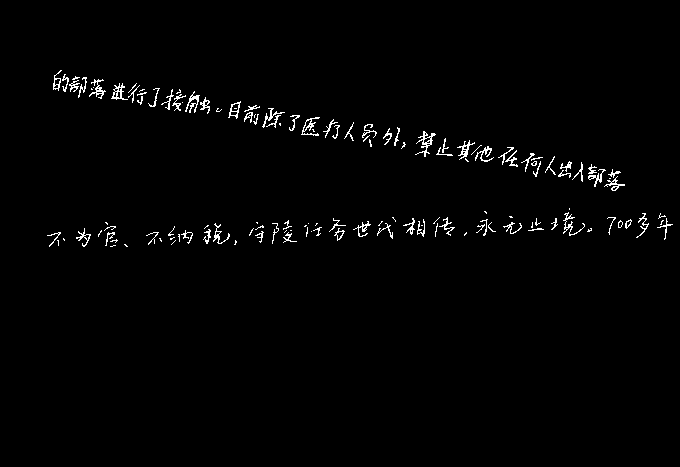 的部落进行了接触。目前除了医疗人员外,禁止其他任何人出入部落
不为官、不纳税,守陵任务世代相传,永无止境。700多年